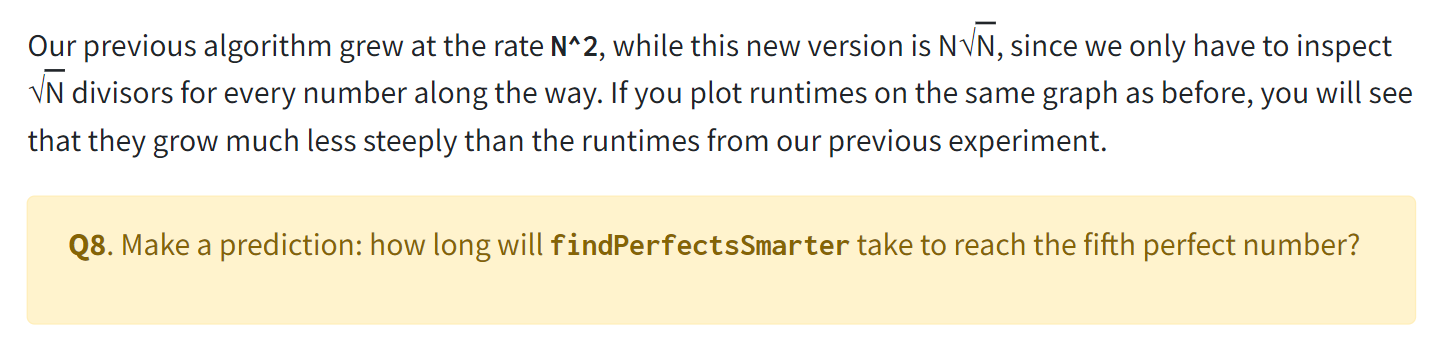 Our previous algorithm grew at the rate N^2, while this new version is N√N, since we only have to inspect
√N divisors for every number along the way. If you plot runtimes on the same graph as before, you will see
that they grow much less steeply than the runtimes from our previous experiment.
Q8. Make a prediction: how long will findPerfectsSmarter take to reach the fifth perfect number?